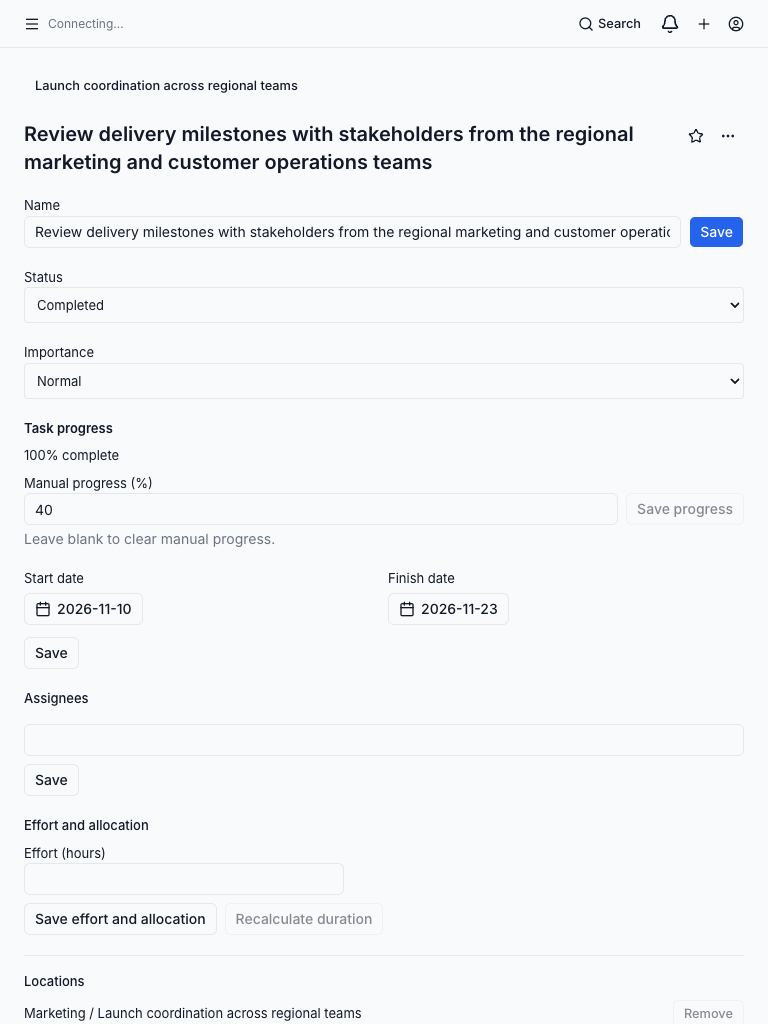 Connecting...
Search
Launch coordination across regional teams
Review delivery milestones with stakeholders from the regional
marketing and customer operations teams
Name
Review delivery milestones with stakeholders from the regional marketing and customer operatic
Save
Status
Completed
Importance
Normal
Task progress
100% complete
Manual progress (%)
40
Save progress
Leave blank to clear manual progress.
Start date
Finish date
2026-11-10
2026-11-23
Save
Assignees
Save
Effort and allocation
Effort (hours)
Save effort and allocation
Recalculate duration
Locations
Marketing / Launch coordination across regional teams
Remove